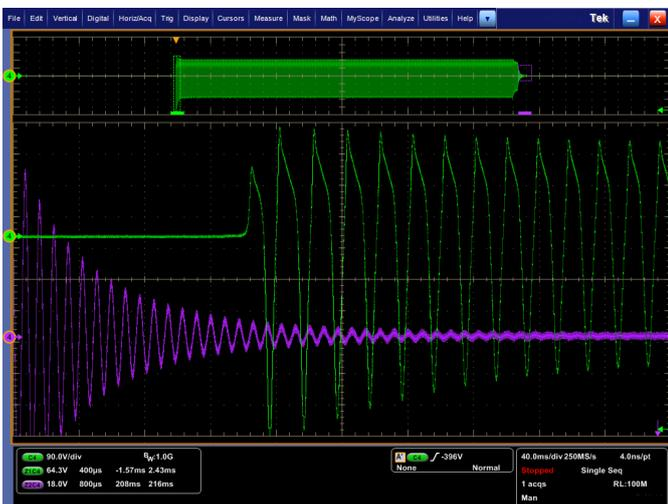 File Edit Vertical Digital Horiz/Acq Trig Display Cursors Measure Mask Math MyScope Analyze Utilities Help Tek X
4
4
4
C4 90.0V/div BW:1.0G
Z1C4 64.3V 400µs -1.57ms 2.43ms
Z2C4 18.0V 800µs 208ms 216ms
A' C4 -396V
None Normal
40.0ms/div 250MS/s 4.0ns/pt
Stopped Single Seq
1 acqs RL:100M
Man